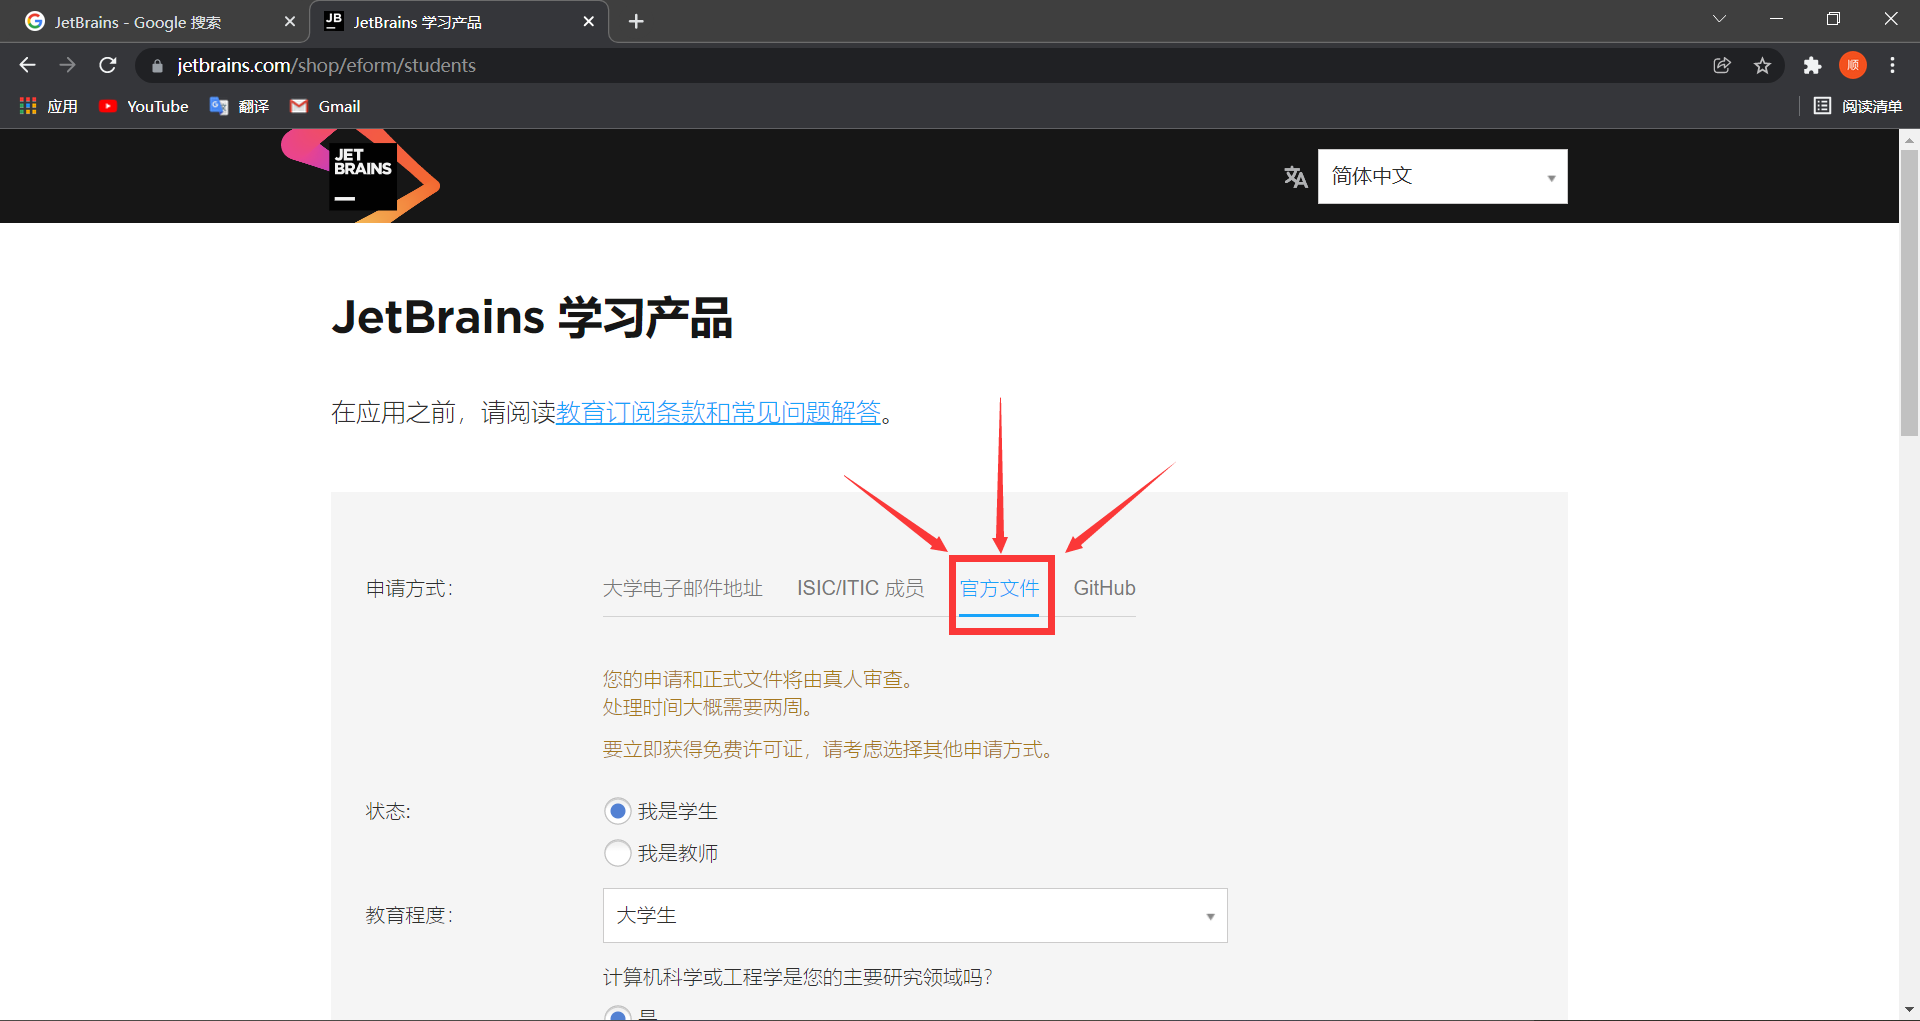 JetBrains - Google 搜索
JB JetBrains 学习产品
jetbrains.com/shop/eform/students
顺
应用 YouTube 翻译 Gmail 阅读清单
JET
BRAINS
简体中文
JetBrains 学习产品
在应用之前，请阅读教育订阅条款和常见问题解答。
申请方式： 大学电子邮件地址 ISIC/ITIC 成员 官方文件 GitHub
您的申请和正式文件将由真人审查。
处理时间大概需要两周。
要立即获得免费许可证，请考虑选择其他申请方式。
状态: 我是学生
我是教师
教育程度： 大学生
计算机科学或工程学是您的主要研究领域吗？
是